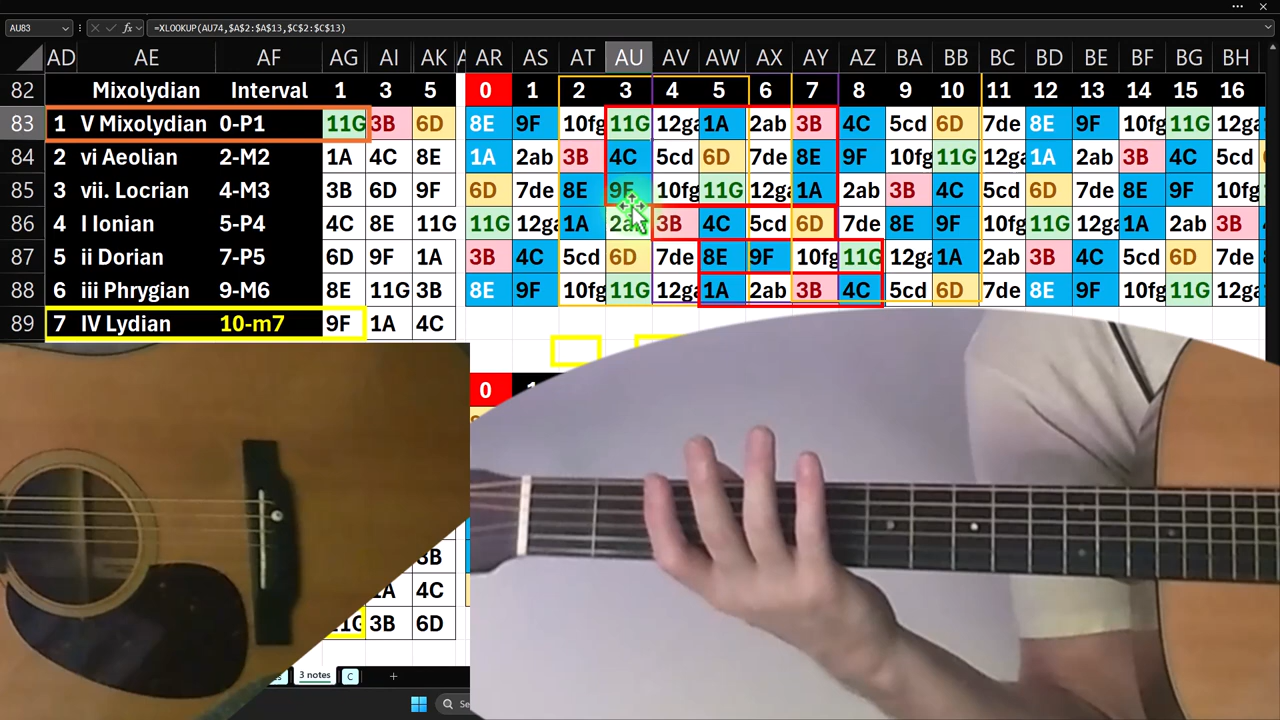 AU83 fx =XLOOKUP(AU74,$A$2:$A$13,$C$2:$C$13)
AD AE AF AG AI AK AR AS AT AU AV AW AX AY AZ BA BB BC BD BE BF BG BH
82 Mixolydian Interval 1 3 5 0 1 2 3 4 5 6 7 8 9 10 11 12 13 14 15 16
83 1 V Mixolydian 0-P1 11G 3B 6D 8E 9F 10fg 11G 12ga 1A 2ab 3B 4C 5cd 6D 7de 8E 9F 10fg 11G 12ga
84 2 vi Aeolian 2-M2 1A 4C 8E 1A 2ab 3B 4C 5cd 6D 7de 8E 9F 10fg 11G 12ga 1A 2ab 3B 4C 5cd
85 3 vii. Locrian 4-M3 3B 6D 9F 6D 7de 8E 9F 10fg 11G 12ga 1A 2ab 3B 4C 5cd 6D 7de 8E 9F 10fg
86 4 I Ionian 5-P4 4C 8E 11G 11G 12ga 1A 2ab 3B 4C 5cd 6D 7de 8E 9F 10fg 11G 12ga 1A 2ab 3B
87 5 ii Dorian 7-P5 6D 9F 1A 3B 4C 5cd 6D 7de 8E 9F 10fg 11G 12ga 1A 2ab 3B 4C 5cd 6D 7de
88 6 iii Phrygian 9-M6 8E 11G 3B 8E 9F 10fg 11G 12ga 1A 2ab 3B 4C 5cd 6D 7de 8E 9F 10fg 11G 12ga
89 7 IV Lydian 10-m7 9F 1A 4C
0
3B
1A 4C
11G 3B 6D
3 notes C +